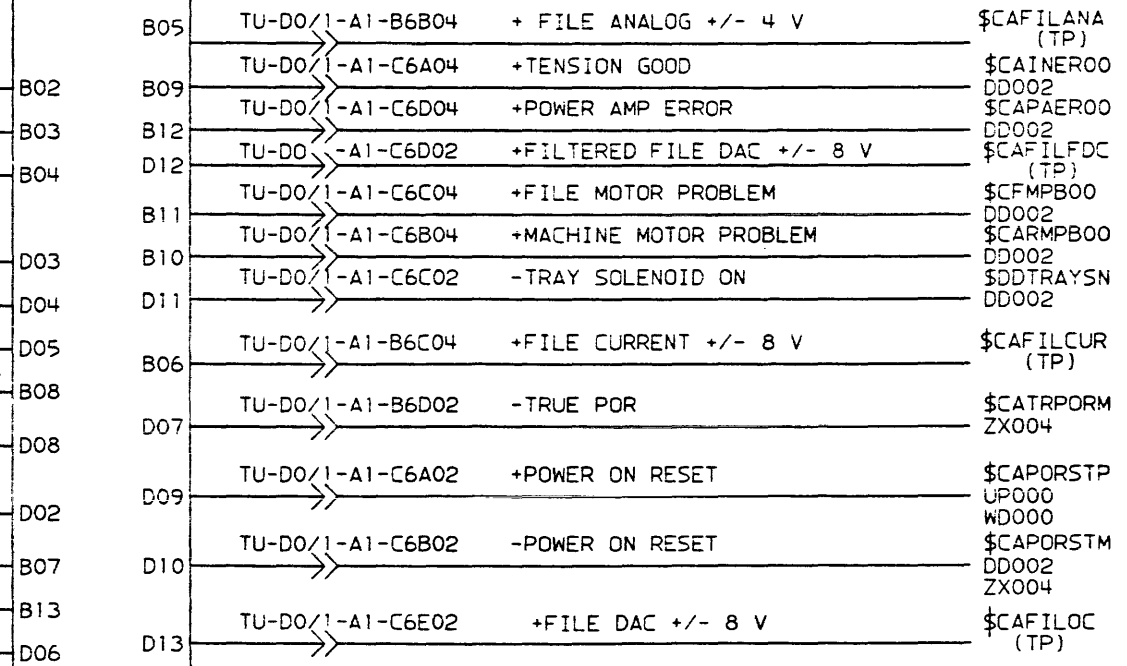 B05 TU-D0/1-A1-B6B04 + FILE ANALOG +/- 4 V $CAFILANA
(TP)
B02 B09 TU-D0/1-A1-C6A04 +TENSION GOOD $CAINER00
DD002
B03 B12 TU-D0/1-A1-C6D04 +POWER AMP ERROR $CAPAER00
DD002
B04 D12 TU-D0 -A1-C6D02 +FILTERED FILE DAC +/- 8 V $CAFILFDC
(TP)
B11 TU-D0/1-A1-C6C04 +FILE MOTOR PROBLEM $CFMPB00
DD002
D03 B10 TU-D0/1-A1-C6B04 +MACHINE MOTOR PROBLEM $CARMPB00
DD002
D04 D11 TU-D0/1-A1-C6C02 -TRAY SOLENOID ON $DDTRAYSN
DD002
D05 B06 TU-D0/1-A1-B6C04 +FILE CURRENT +/- 8 V $CAFILCUR
(TP)
B08 TU-D0/1-A1-B6D02 -TRUE POR $CATRPORM
D08 D07 ZX004
TU-D0/1-A1-C6A02 +POWER ON RESET $CAPORSTP
D09 UP000
D02 WD000
TU-D0/1-A1-C6B02 -POWER ON RESET $CAPORSTM
B07 D10 DD002
ZX004
B13 TU-D0/1-A1-C6E02 +FILE DAC +/- 8 V $CAFILOC
D06 D13 (TP)